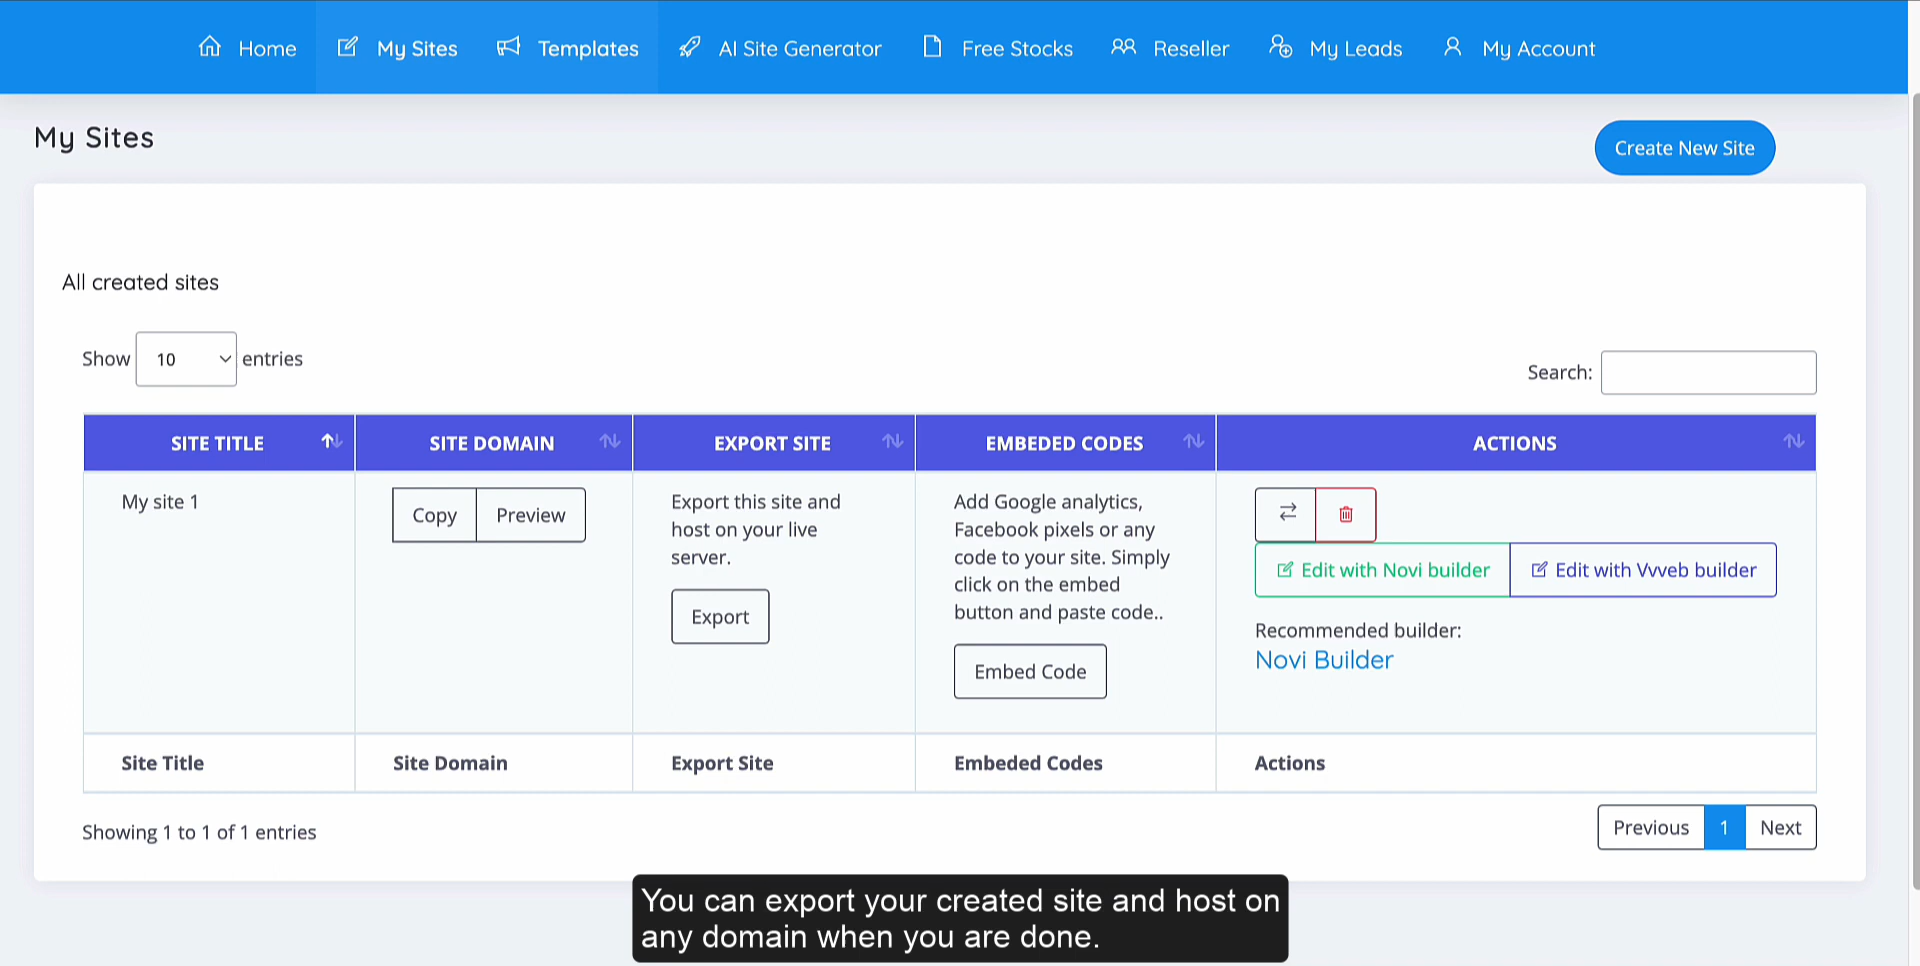 Home My Sites Templates AI Site Generator Free Stocks Reseller My Leads My Account
My Sites
Create New Site
All created sites
Show 10 entries
Search:
SITE TITLE SITE DOMAIN EXPORT SITE EMBEDED CODES ACTIONS
My site 1
Copy Preview
Export this site and
host on your live
server.
Export
Add Google analytics,
Facebook pixels or any
code to your site. Simply
click on the embed
button and paste code..
Embed Code
Edit with Novi builder Edit with Vvveb builder
Recommended builder:
Novi Builder
Site Title Site Domain Export Site Embeded Codes Actions
Showing 1 to 1 of 1 entries
Previous 1 Next
You can export your created site and host on
any domain when you are done.